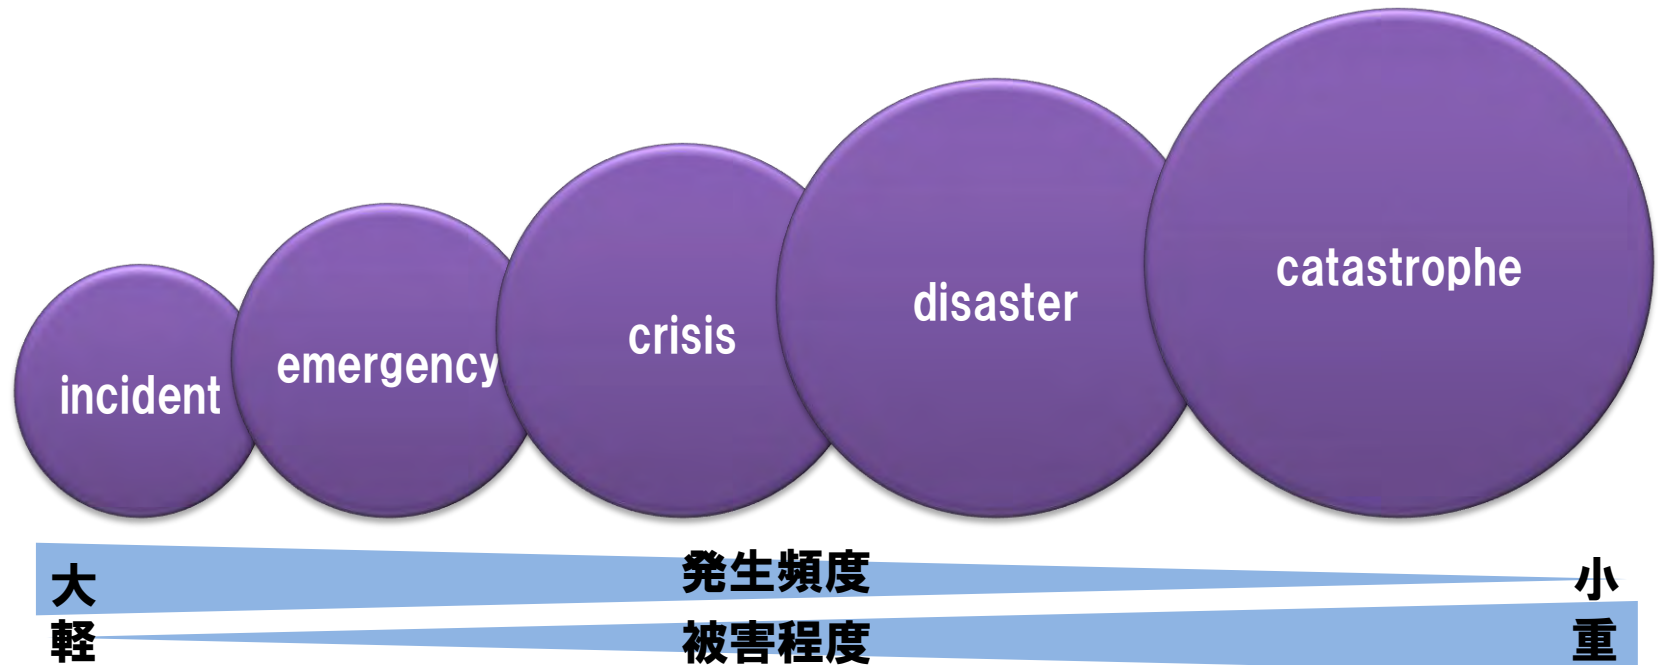 incident
emergency
crisis
disaster
catastrophe
大 発生頻度 小
軽 被害程度 重